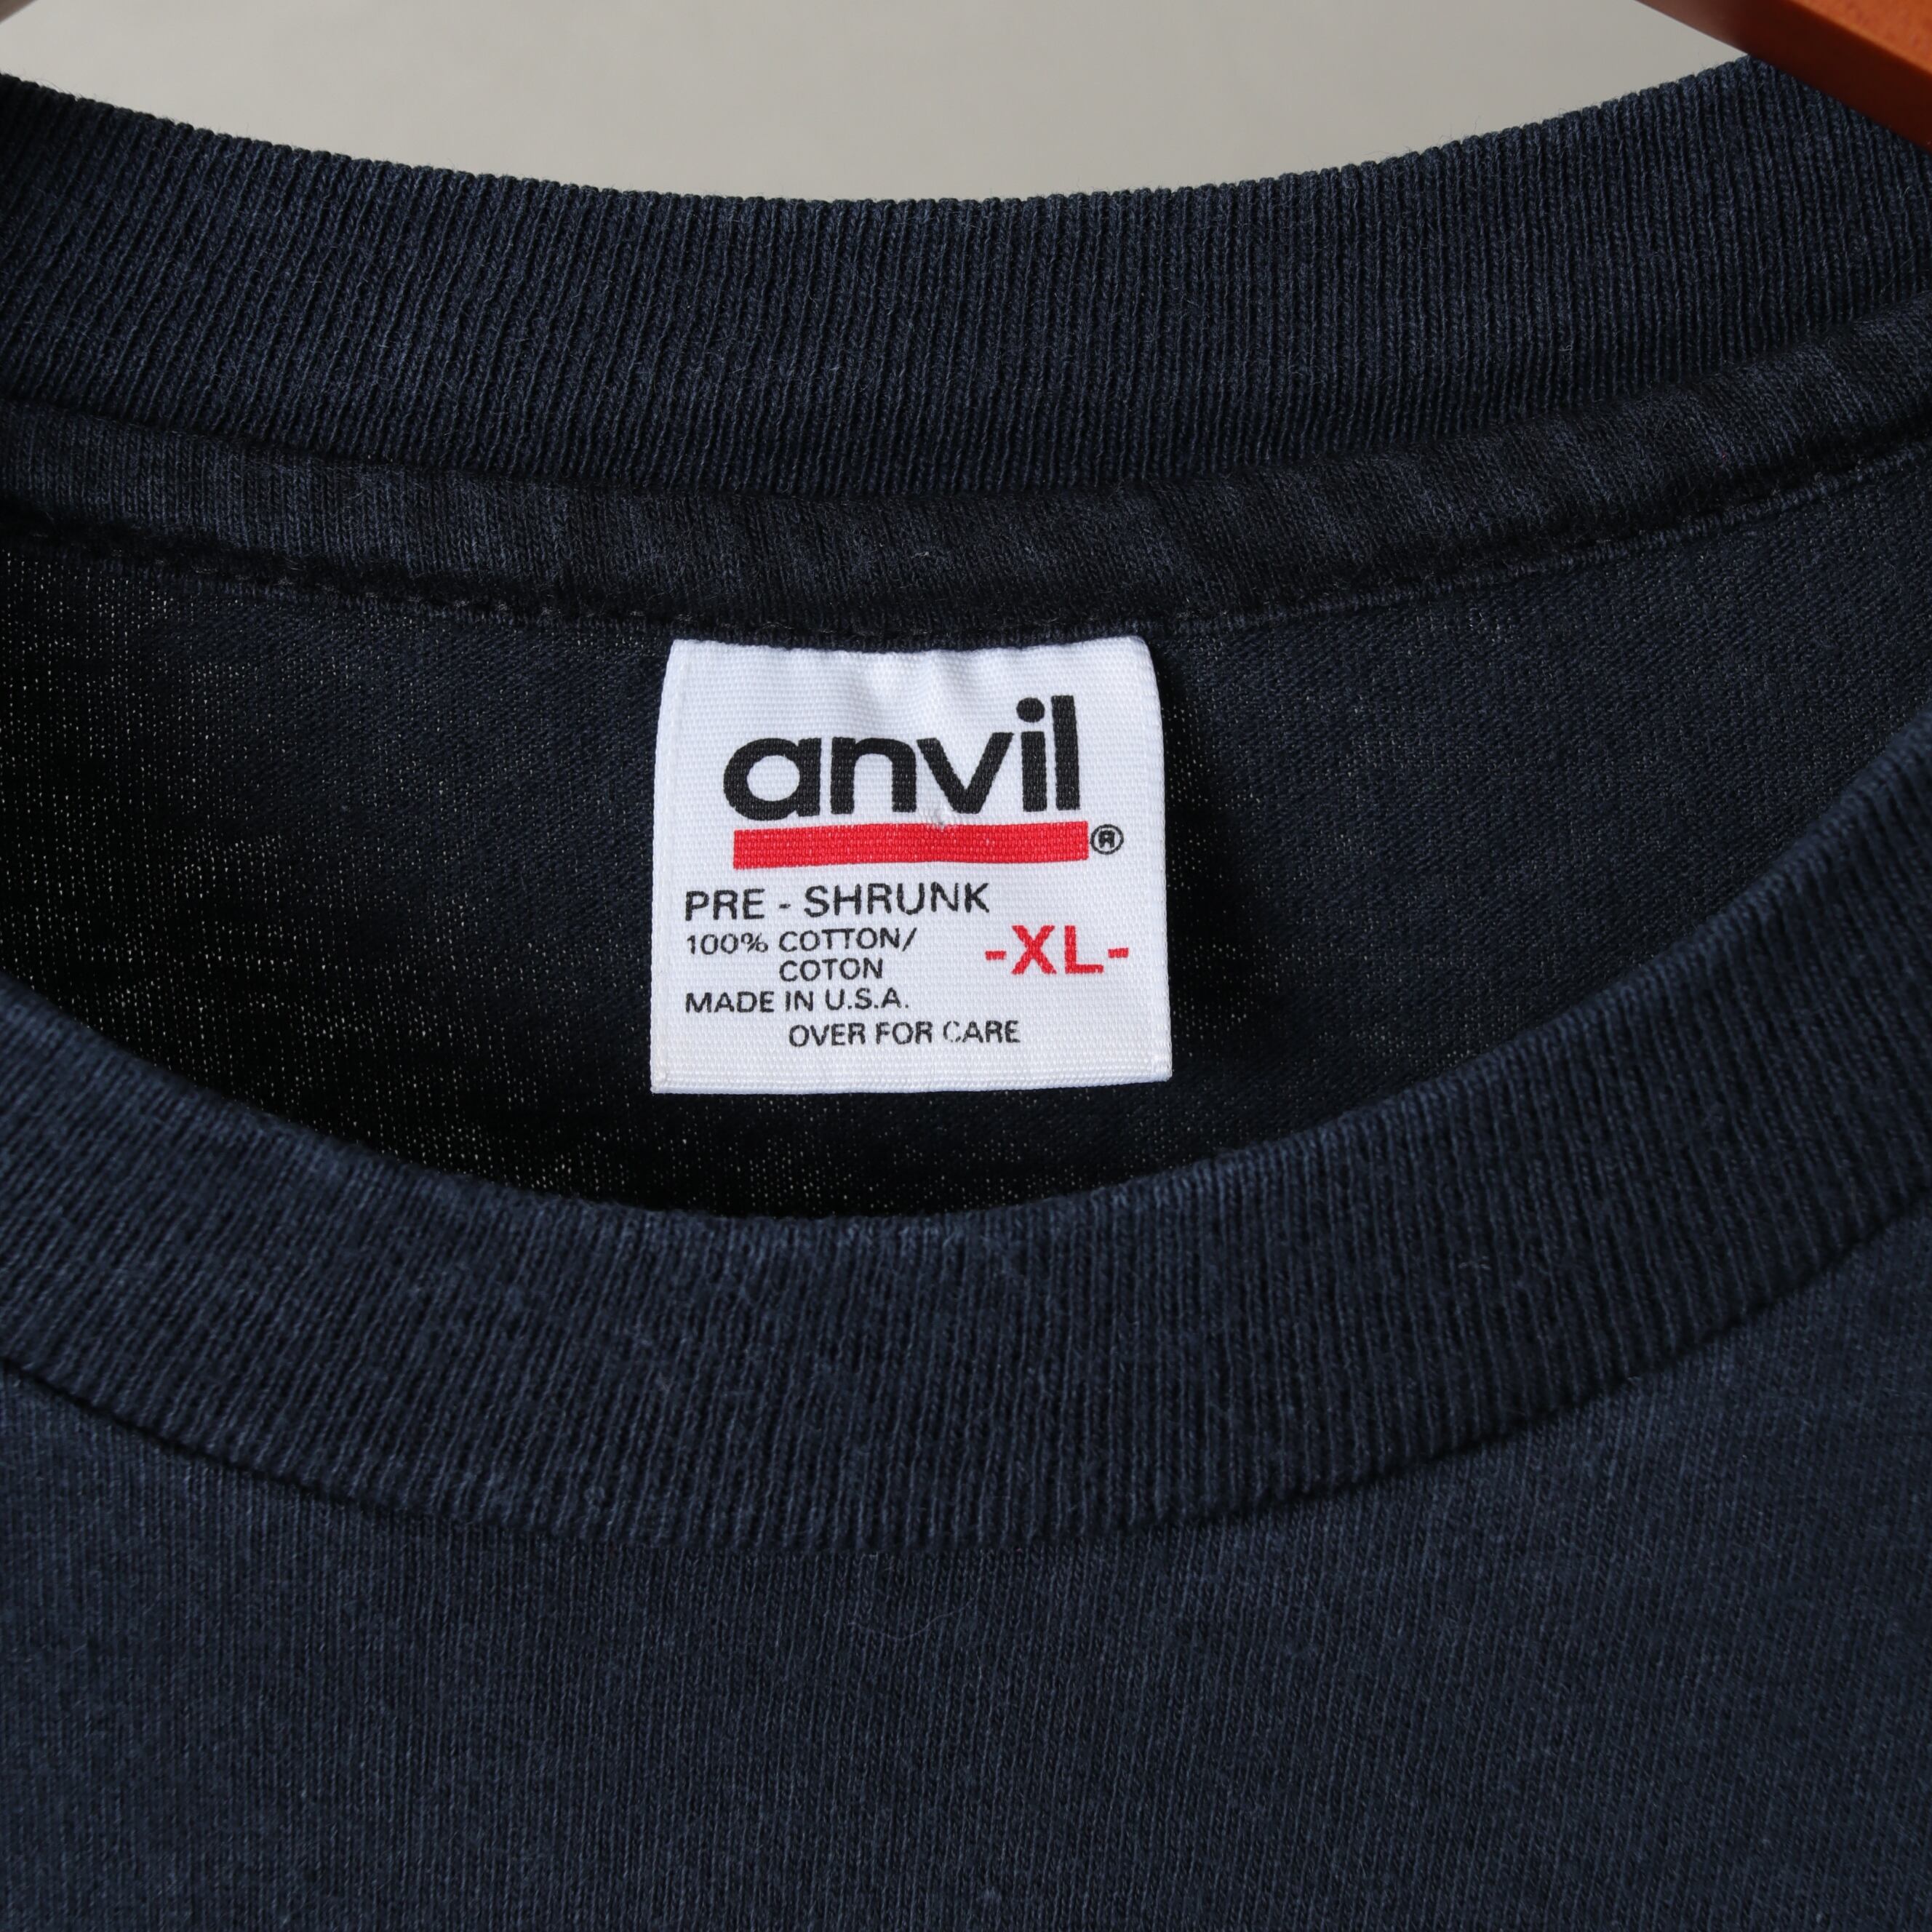 anvil®
PRE - SHRUNK
100% COTTON/
COTON
-XL-
MADE IN U.S.A.
OVER FOR CARE